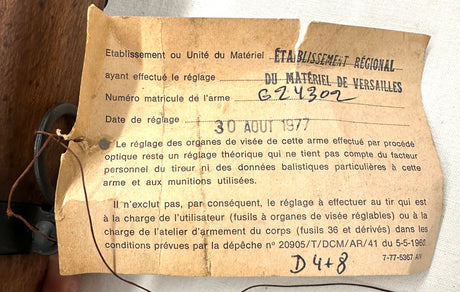 Etablissement ou Unité du Matériel ÉTABLISSEMENT RÉGIONAL
ayant effectué le réglage DU MATÉRIEL DE VERSAILLES
Numéro matricule de l'arme G24302
Date de réglage 30 AOUT 1977
Le réglage des organes de visée de cette arme effectué par procédé
optique reste un réglage théorique qui ne tient pas compte du facteur
personnel du tireur ni des données balistiques particulières à cette
arme et aux munitions utilisées.
Il n'exclut pas, par conséquent, le réglage à effectuer au tir qui est
à la charge de l'utilisateur (fusils à organes de visée réglables) ou à la
charge de l'atelier d'armement du corps (fusils 36 et dérivés) dans les
conditions prévues par la dépêche n° 20905/T/DCM/AR/41 du 5-5-1960.
7-77-5367 AN
D 4+8